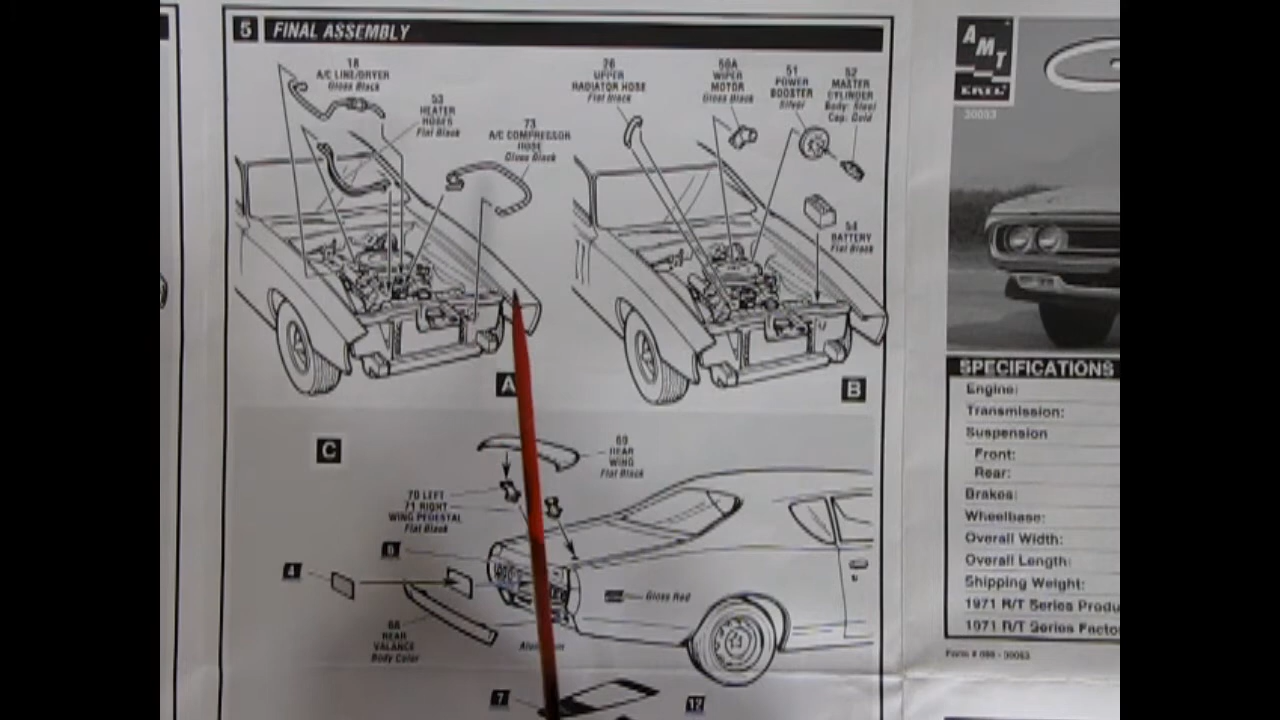 5 FINAL ASSEMBLY
18
A/C LINE/DRYER
Gloss Black
53
HEATER
HOSES
Flat Black
73
A/C COMPRESSOR
HOSE
Gloss Black
A
76
UPPER
RADIATOR HOSE
Flat Black
50A
WIPER
MOTOR
Gloss Black
51
POWER
BOOSTER
Silver
52
MASTER
CYLINDER
Body: Steel
Cap: Gold
54
BATTERY
Flat Black
B
C
69
REAR
WING
Flat Black
70 LEFT
71 RIGHT
WING PEDESTAL
Flat Black
6
4
68
REAR
VALANCE
Body Color
Gloss Red
7
12
AMT
ERTL
30053
SPECIFICATIONS
Engine:
Transmission:
Suspension
Front:
Rear:
Brakes:
Wheelbase:
Overall Width:
Overall Length:
Shipping Weight:
1971 R/T Series Produ
1971 R/T Series Facto